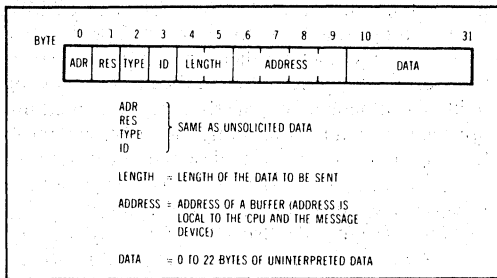 BYTE 0 1 2 3 4 5 6 7 8 9 10 31
ADR RES TYPE ID LENGTH ADDRESS DATA
ADR
RES
TYPE
ID
SAME AS UNSOLICITED DATA
LENGTH = LENGTH OF THE DATA TO BE SENT
ADDRESS = ADDRESS OF A BUFFER (ADDRESS IS
LOCAL TO THE CPU AND THE MESSAGE
DEVICE)
DATA = 0 TO 22 BYTES OF UNINTERPRETED DATA